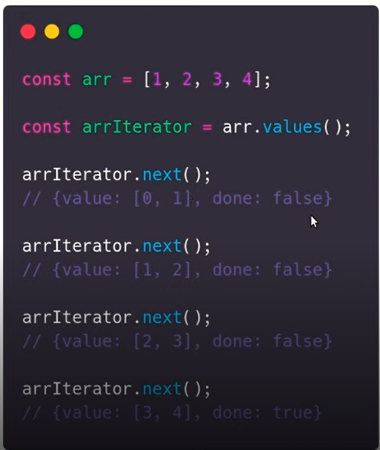 const arr = [1, 2, 3, 4];
const arrIterator = arr.values();
arrIterator.next();
// {value: [0, 1], done: false}
arrIterator.next();
// {value: [1, 2], done: false}
arrIterator.next();
// {value: [2, 3], done: false}
arrIterator.next();
// {value: [3, 4], done: true}